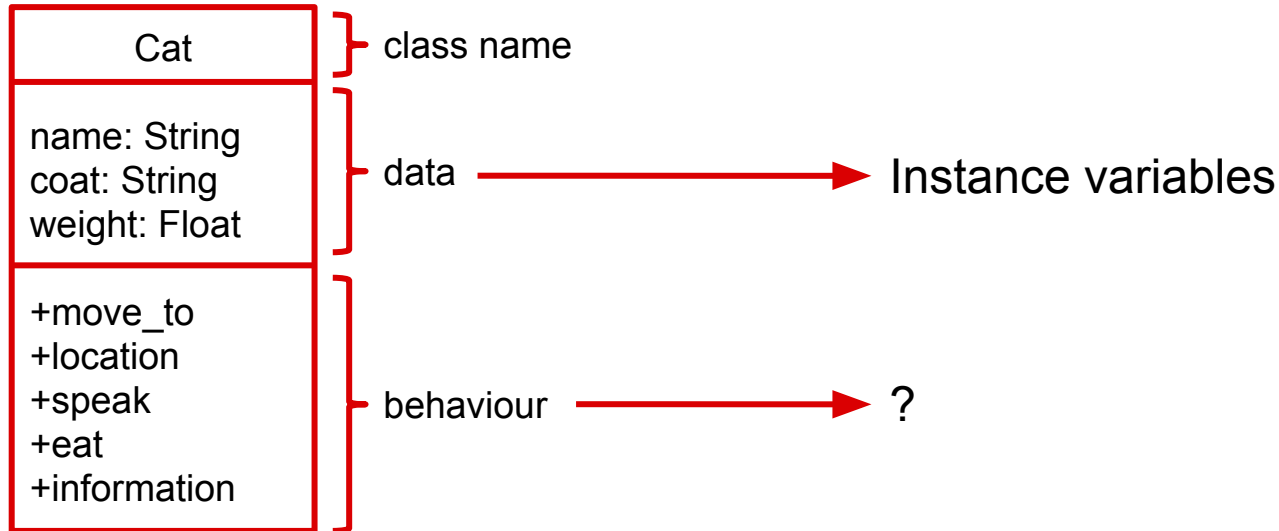 Cat
class name
name: String
coat: String
weight: Float
data
Instance variables
+move_to
+location
+speak
+eat
+information
behaviour
?